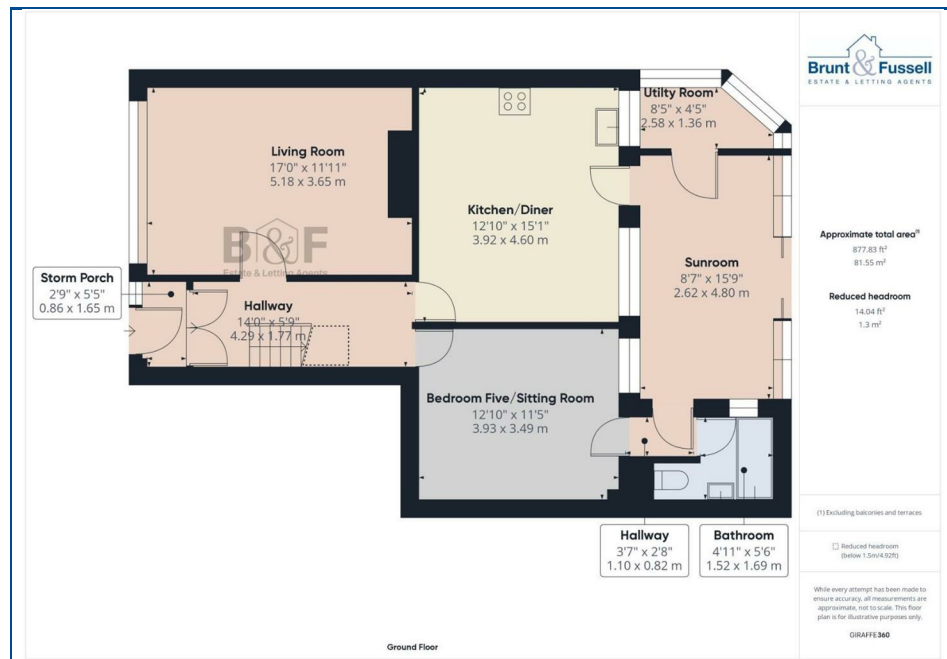 Brunt & Fussell
ESTATE & LETTING AGENTS
Utilty Room
8'5" x 4'5"
2.58 x 1.36 m
Living Room
17'0" x 11'11"
5.18 x 3.65 m
Kitchen/Diner
12'10" x 15'1"
3.92 x 4.60 m
B&F
Estate & Letting Agents
Sunroom
8'7" x 15'9"
2.62 x 4.80 m
Storm Porch
2'9" x 5'5"
0.86 x 1.65 m
Hallway
14'0" x 5'9"
4.29 x 1.77 m
Bedroom Five/Sitting Room
12'10" x 11'5"
3.93 x 3.49 m
Hallway
3'7" x 2'8"
1.10 x 0.82 m
Bathroom
4'11" x 5'6"
1.52 x 1.69 m
Ground Floor
Approximate total area⁽¹⁾
877.83 ft²
81.55 m²
Reduced headroom
14.04 ft²
1.3 m²
(1) Excluding balconies and terraces
Reduced headroom
(below 1.5m/4.92ft)
While every attempt has been made to
ensure accuracy, all measurements are
approximate, not to scale. This floor
plan is for illustrative purposes only.
GIRAFFE360